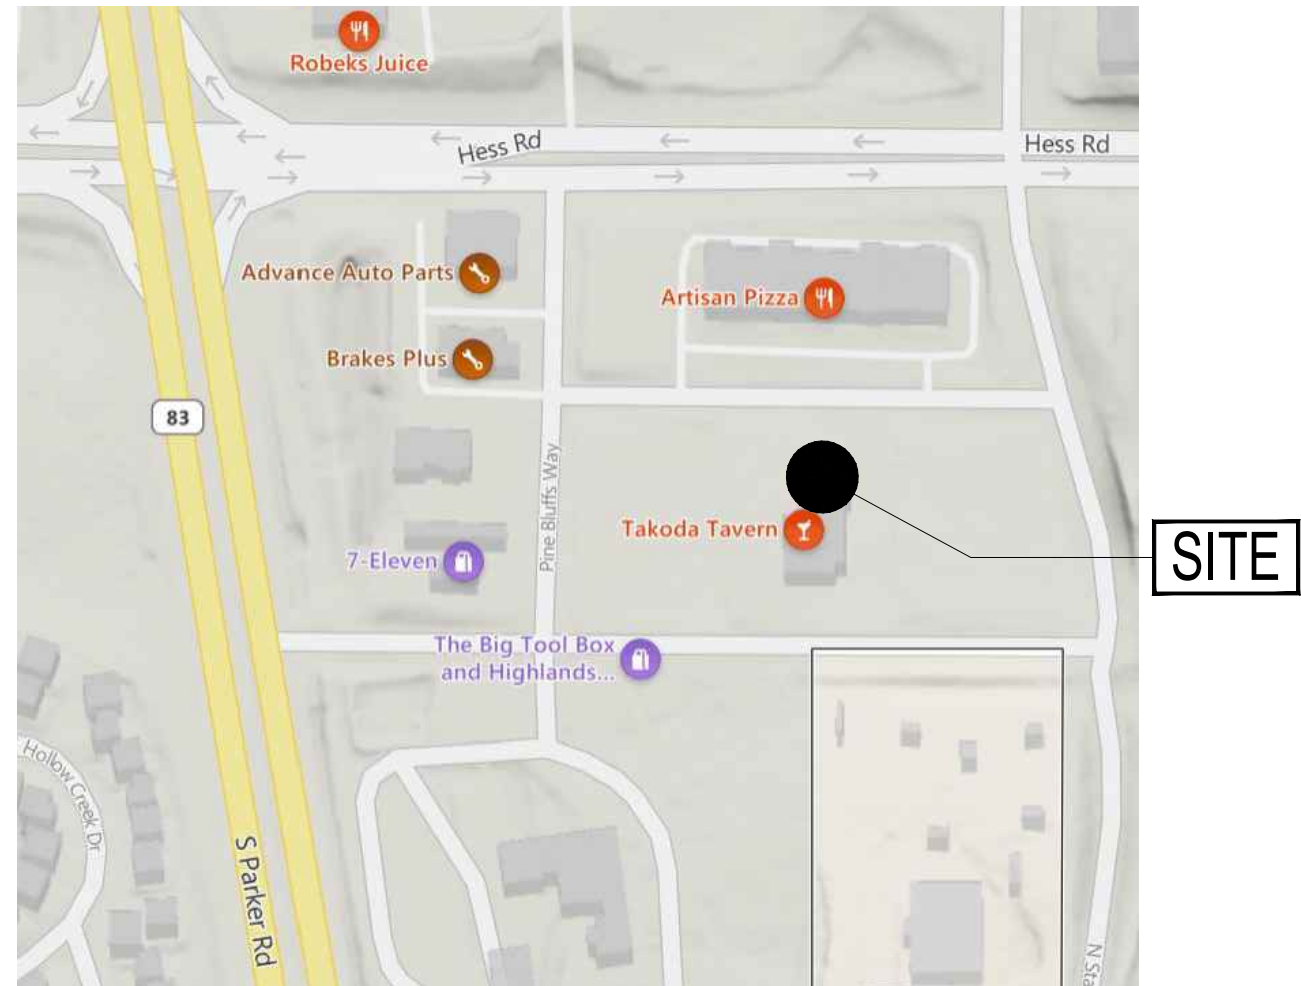 Robeks Juice
Hess Rd
Hess Rd
Advance Auto Parts
Artisan Pizza
Brakes Plus
83
Pine Bluffs Way
Takoda Tavern
SITE
7-Eleven
The Big Tool Box
and Highlands...
Hollow Creek Dr
S Parker Rd
N Sta